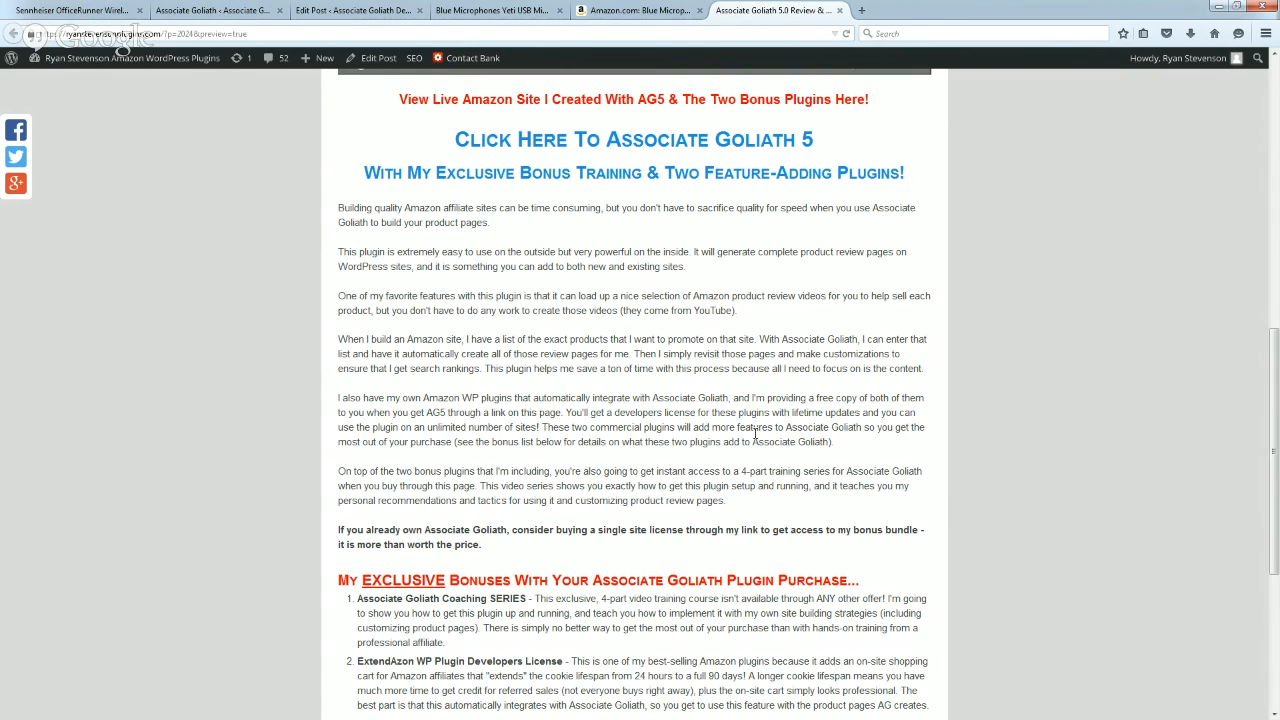 Sennheiser OfficeRunner Wirel...
Associate Goliath ‹ Associate G...
Edit Post ‹ Associate Goliath De...
Blue Microphones Yeti USB Mi...
Amazon.com: Blue Microp...
Associate Goliath 5.0 Review &...
https://ryanstevensonplugins.com/?p=2024&preview=true
Google
Search
Ryan Stevenson Amazon WordPress Plugins
1
52
New
Edit Post
SEO
Contact Bank
Howdy, Ryan Stevenson
View Live Amazon Site I Created With AG5 & The Two Bonus Plugins Here!
Click Here To Associate Goliath 5
With My Exclusive Bonus Training & Two Feature-Adding Plugins!
Building quality Amazon affiliate sites can be time consuming, but you don't have to sacrifice quality for speed when you use Associate
Goliath to build your product pages.
This plugin is extremely easy to use on the outside but very powerful on the inside. It will generate complete product review pages on
WordPress sites, and it is something you can add to both new and existing sites.
One of my favorite features with this plugin is that it can load up a nice selection of Amazon product review videos for you to help sell each
product, but you don't have to do any work to create those videos (they come from YouTube).
When I build an Amazon site, I have a list of the exact products that I want to promote on that site. With Associate Goliath, I can enter that
list and have it automatically create all of those review pages for me. Then I simply revisit those pages and make customizations to
ensure that I get search rankings. This plugin helps me save a ton of time with this process because all I need to focus on is the content.
I also have my own Amazon WP plugins that automatically integrate with Associate Goliath, and I'm providing a free copy of both of them
to you when you get AG5 through a link on this page. You'll get a developers license for these plugins with lifetime updates and you can
use the plugin on an unlimited number of sites! These two commercial plugins will add more features to Associate Goliath so you get the
most out of your purchase (see the bonus list below for details on what these two plugins add to Associate Goliath).
On top of the two bonus plugins that I'm including, you're also going to get instant access to a 4-part training series for Associate Goliath
when you buy through this page. This video series shows you exactly how to get this plugin setup and running, and it teaches you my
personal recommendations and tactics for using it and customizing product review pages.
If you already own Associate Goliath, consider buying a single site license through my link to get access to my bonus bundle -
it is more than worth the price.
My EXCLUSIVE Bonuses With Your Associate Goliath Plugin Purchase...
1. Associate Goliath Coaching SERIES - This exclusive, 4-part video training course isn't available through ANY other offer! I'm going
to show you how to get this plugin up and running, and teach you how to implement it with my own site building strategies (including
customizing product pages). There is simply no better way to get the most out of your purchase than with hands-on training from a
professional affiliate.
2. ExtendAzon WP Plugin Developers License - This is one of my best-selling Amazon plugins because it adds an on-site shopping
cart for Amazon affiliates that "extends" the cookie lifespan from 24 hours to a full 90 days! A longer cookie lifespan means you have
much more time to get credit for referred sales (not everyone buys right away), plus the on-site cart simply looks professional. The
best part is that this automatically integrates with Associate Goliath, so you get to use this feature with the product pages AG creates.